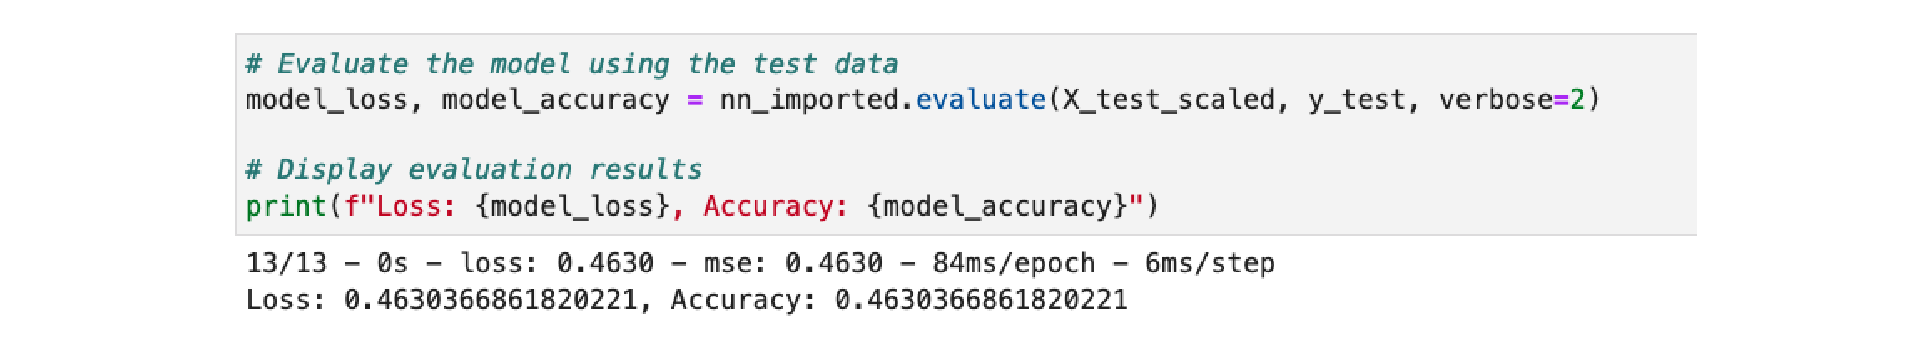 # Evaluate the model using the test data
model_loss, model_accuracy = nn_imported.evaluate(X_test_scaled, y_test, verbose=2)
# Display evaluation results
print(f"Loss: {model_loss}, Accuracy: {model_accuracy}")
13/13 - 0s - loss: 0.4630 - mse: 0.4630 - 84ms/epoch - 6ms/step
Loss: 0.4630366861820221, Accuracy: 0.4630366861820221